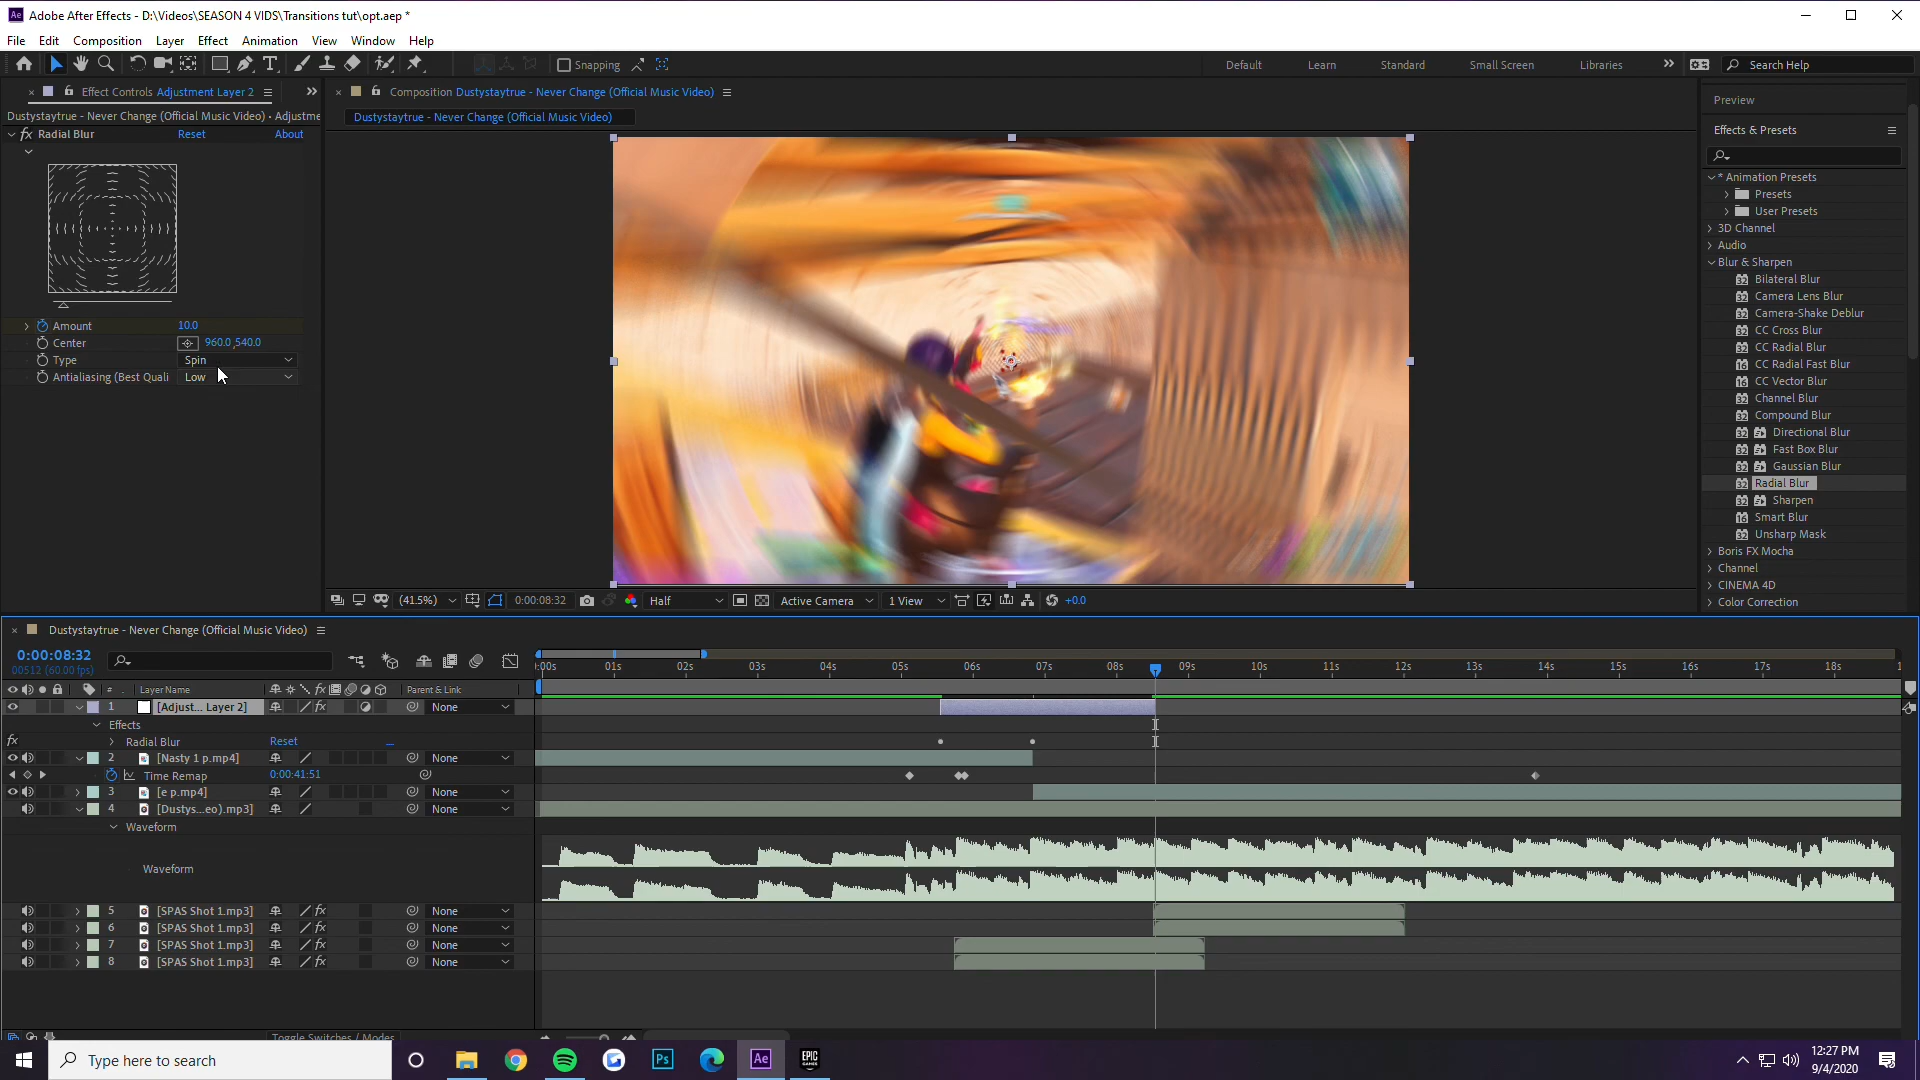 Adobe After Effects - D:\Videos\SEASON 4 VIDS\Transitions tut\opt.aep *
File Edit Composition Layer Effect Animation View Window Help
Snapping Default Learn Standard Small Screen Libraries Search Help
Effect Controls Adjustment Layer 2
Composition Dustystaytrue - Never Change (Official Music Video)
Preview
Dustystaytrue - Never Change (Official Music Video) • Adjustme
Dustystaytrue - Never Change (Official Music Video)
fx Radial Blur Reset About
Amount 10.0
Center 960.0,540.0
Type Spin
Antialiasing (Best Quali Low
Effects & Presets
* Animation Presets
Presets
User Presets
3D Channel
Audio
Blur & Sharpen
Bilateral Blur
Camera Lens Blur
Camera-Shake Deblur
CC Cross Blur
CC Radial Blur
CC Radial Fast Blur
CC Vector Blur
Channel Blur
Compound Blur
Directional Blur
Fast Box Blur
Gaussian Blur
Radial Blur
Sharpen
Smart Blur
Unsharp Mask
Boris FX Mocha
Channel
CINEMA 4D
Color Correction
(41.5%) 0:00:08:32 Half Active Camera 1 View +0.0
Dustystaytrue - Never Change (Official Music Video)
0:00:08:32
00512 (60.00 fps)
:00s 01s 02s 03s 04s 05s 06s 07s 08s 09s 10s 11s 12s 13s 14s 15s 16s 17s 18s 1
# . Layer Name fx Parent & Link
1 [Adjust... Layer 2] fx None
Effects
fx Radial Blur Reset
2 [Nasty 1 p.mp4] None
Time Remap 0:00:41:51
3 [e p.mp4] None
4 [Dustys...eo).mp3] None
Waveform
Waveform
5 [SPAS Shot 1.mp3] fx None
6 [SPAS Shot 1.mp3] fx None
7 [SPAS Shot 1.mp3] fx None
8 [SPAS Shot 1.mp3] fx None
Toggle Switches / Modes
Type here to search
Ps
Ae
EPIC GAMES
12:27 PM
9/4/2020